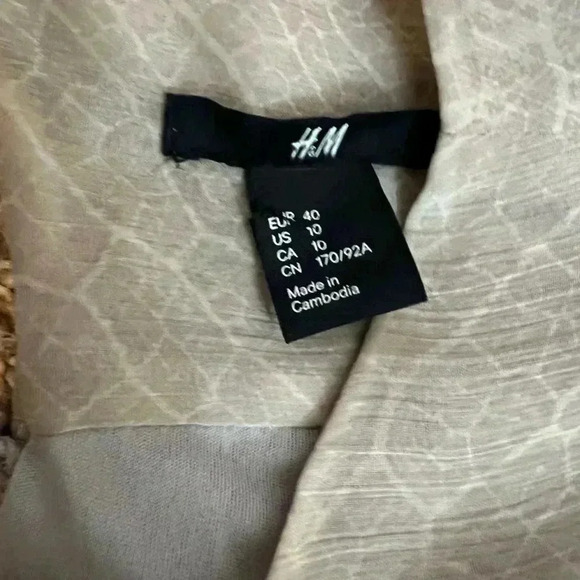 H&M
EUR 40
US 10
CA 10
CN 170/92A
Made in
Cambodia